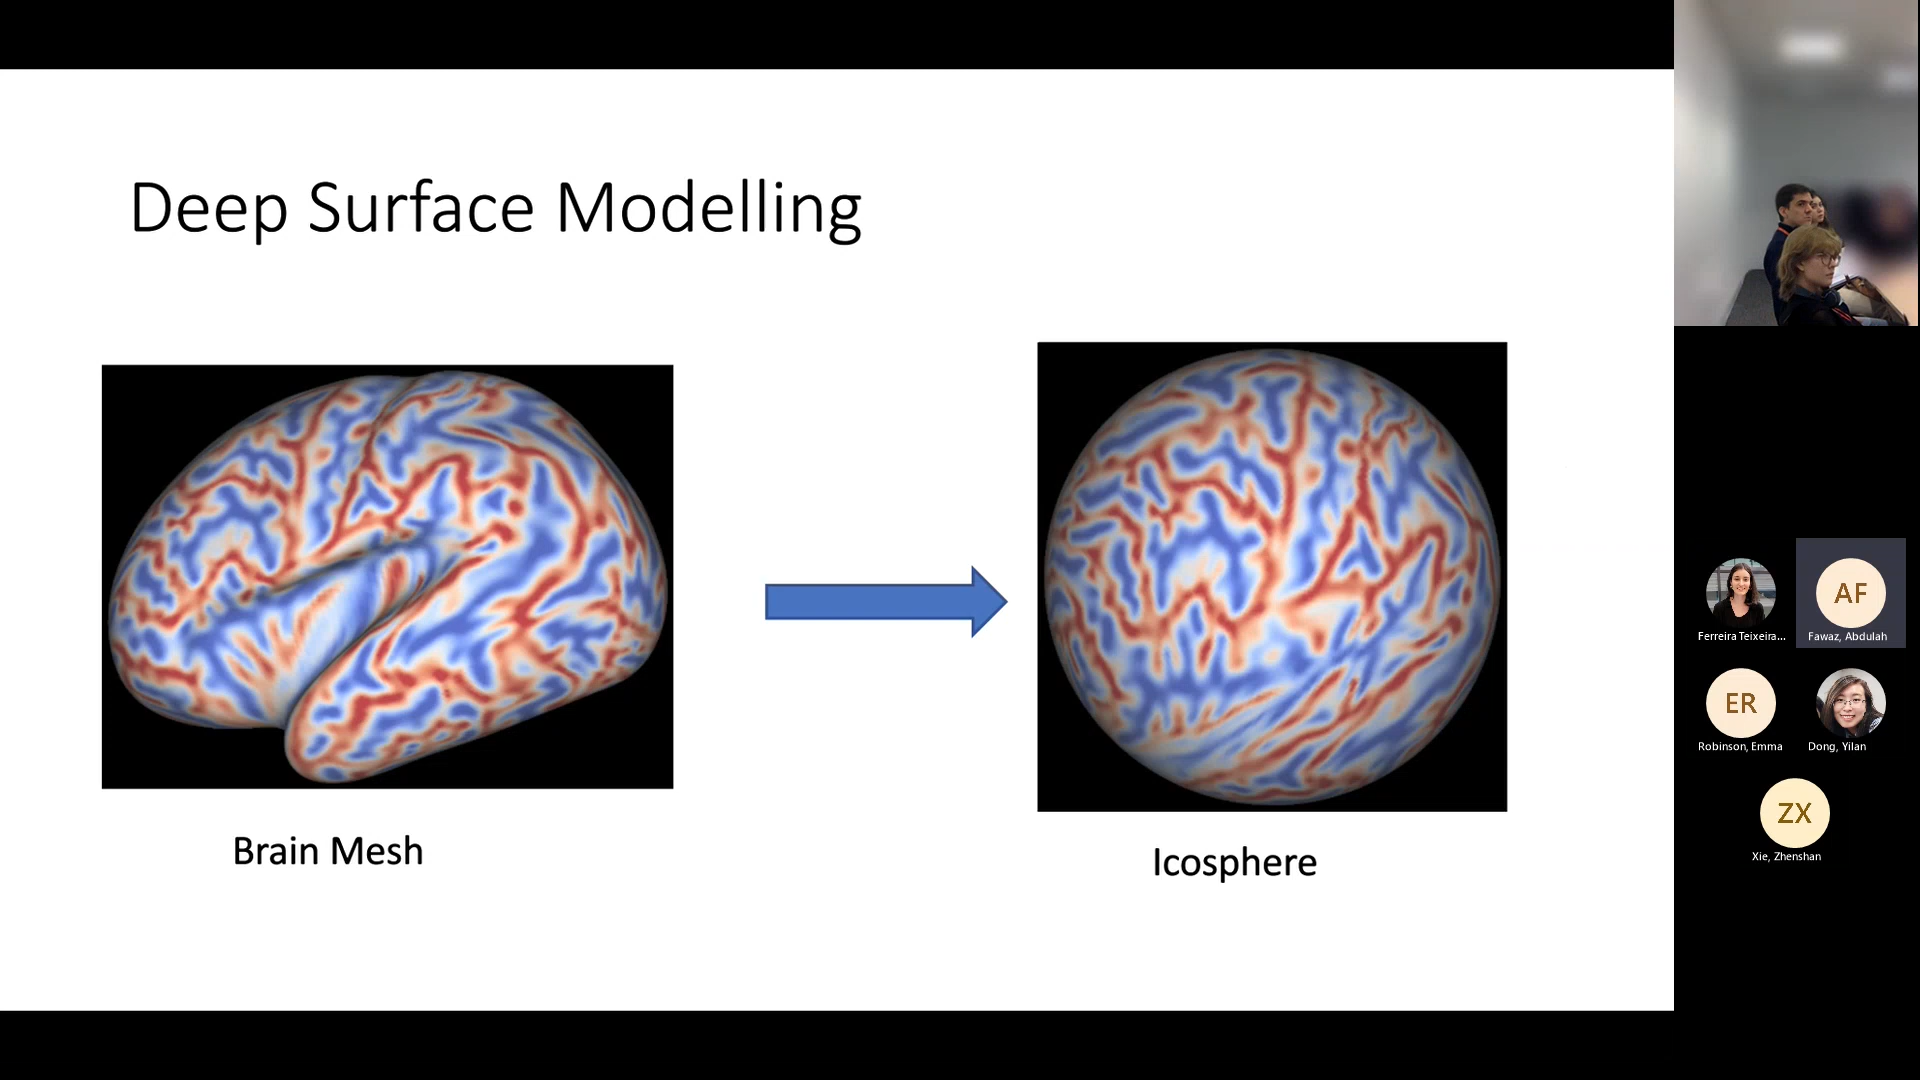 Deep Surface Modelling
Brain Mesh
Icosphere
Ferreira Teixeira...
AF
Fawaz, Abdulah
ER
Robinson, Emma
Dong, Yilan
ZX
Xie, Zhenshan